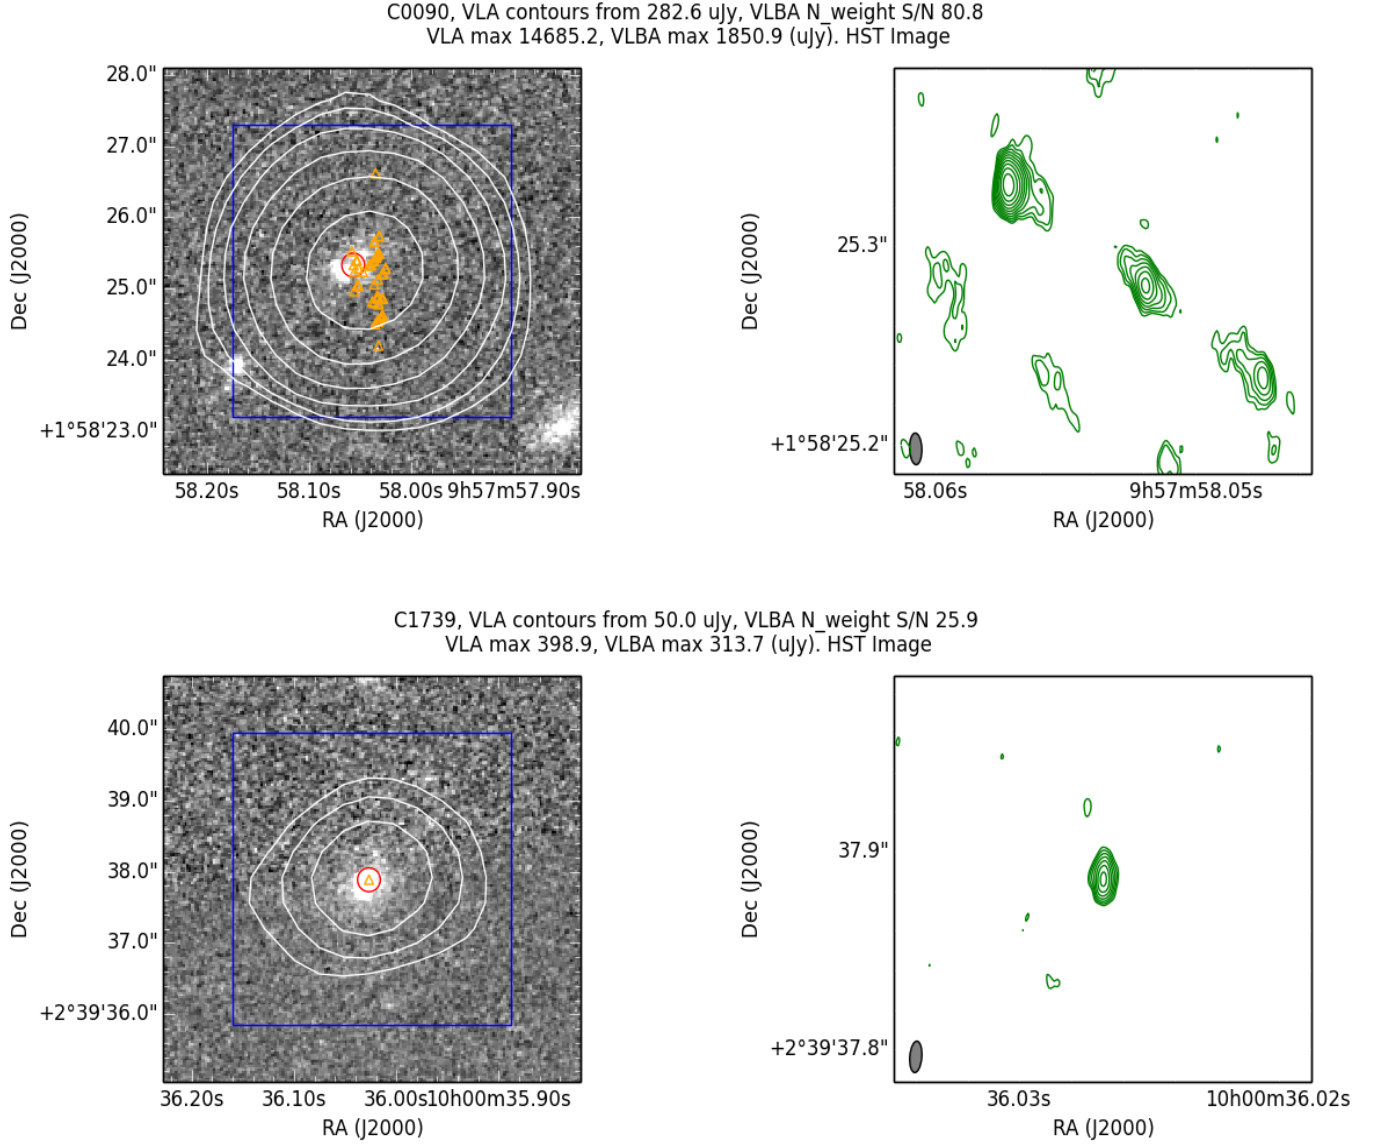 C0090, VLA contours from 282.6 uJy, VLBA N_weight S/N 80.8
VLA max 14685.2, VLBA max 1850.9 (uJy). HST Image
28.0"
27.0"
26.0"
25.0"
24.0"
+1°58'23.0"
Dec (J2000)
58.20s 58.10s 58.00s 9h57m57.90s
RA (J2000)
25.3"
+1°58'25.2"
Dec (J2000)
58.06s 9h57m58.05s
RA (J2000)
C1739, VLA contours from 50.0 uJy, VLBA N_weight S/N 25.9
VLA max 398.9, VLBA max 313.7 (uJy). HST Image
40.0"
39.0"
38.0"
37.0"
+2°39'36.0"
Dec (J2000)
36.20s 36.10s 36.00s 10h00m35.90s
RA (J2000)
37.9"
+2°39'37.8"
Dec (J2000)
36.03s 10h00m36.02s
RA (J2000)